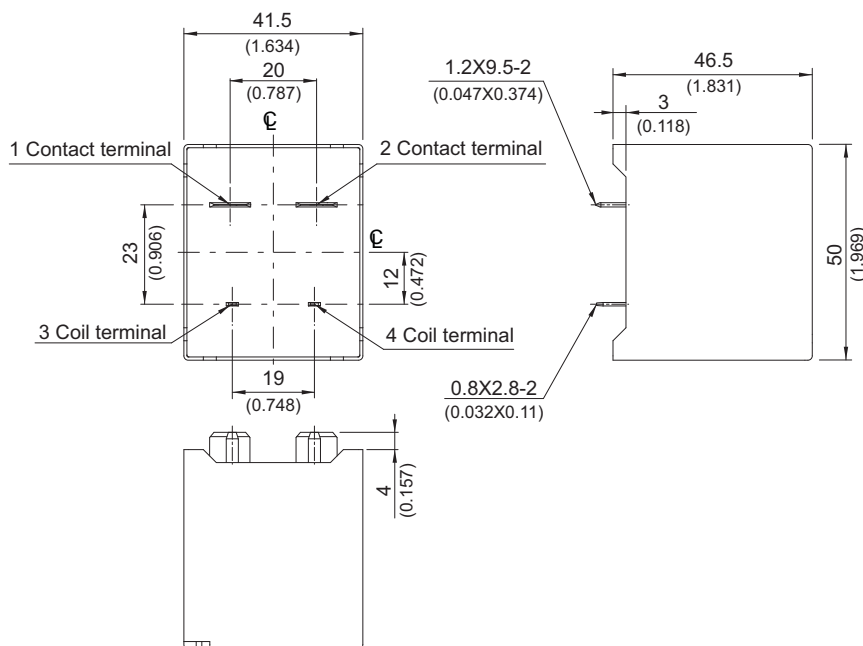 41.5
(1.634)
20
(0.787)
℄
1 Contact terminal
2 Contact terminal
℄
23
(0.906)
12
(0.472)
3 Coil terminal
4 Coil terminal
19
(0.748)
4
(0.157)
1.2X9.5-2
(0.047X0.374)
46.5
(1.831)
3
(0.118)
50
(1.969)
0.8X2.8-2
(0.032X0.11)